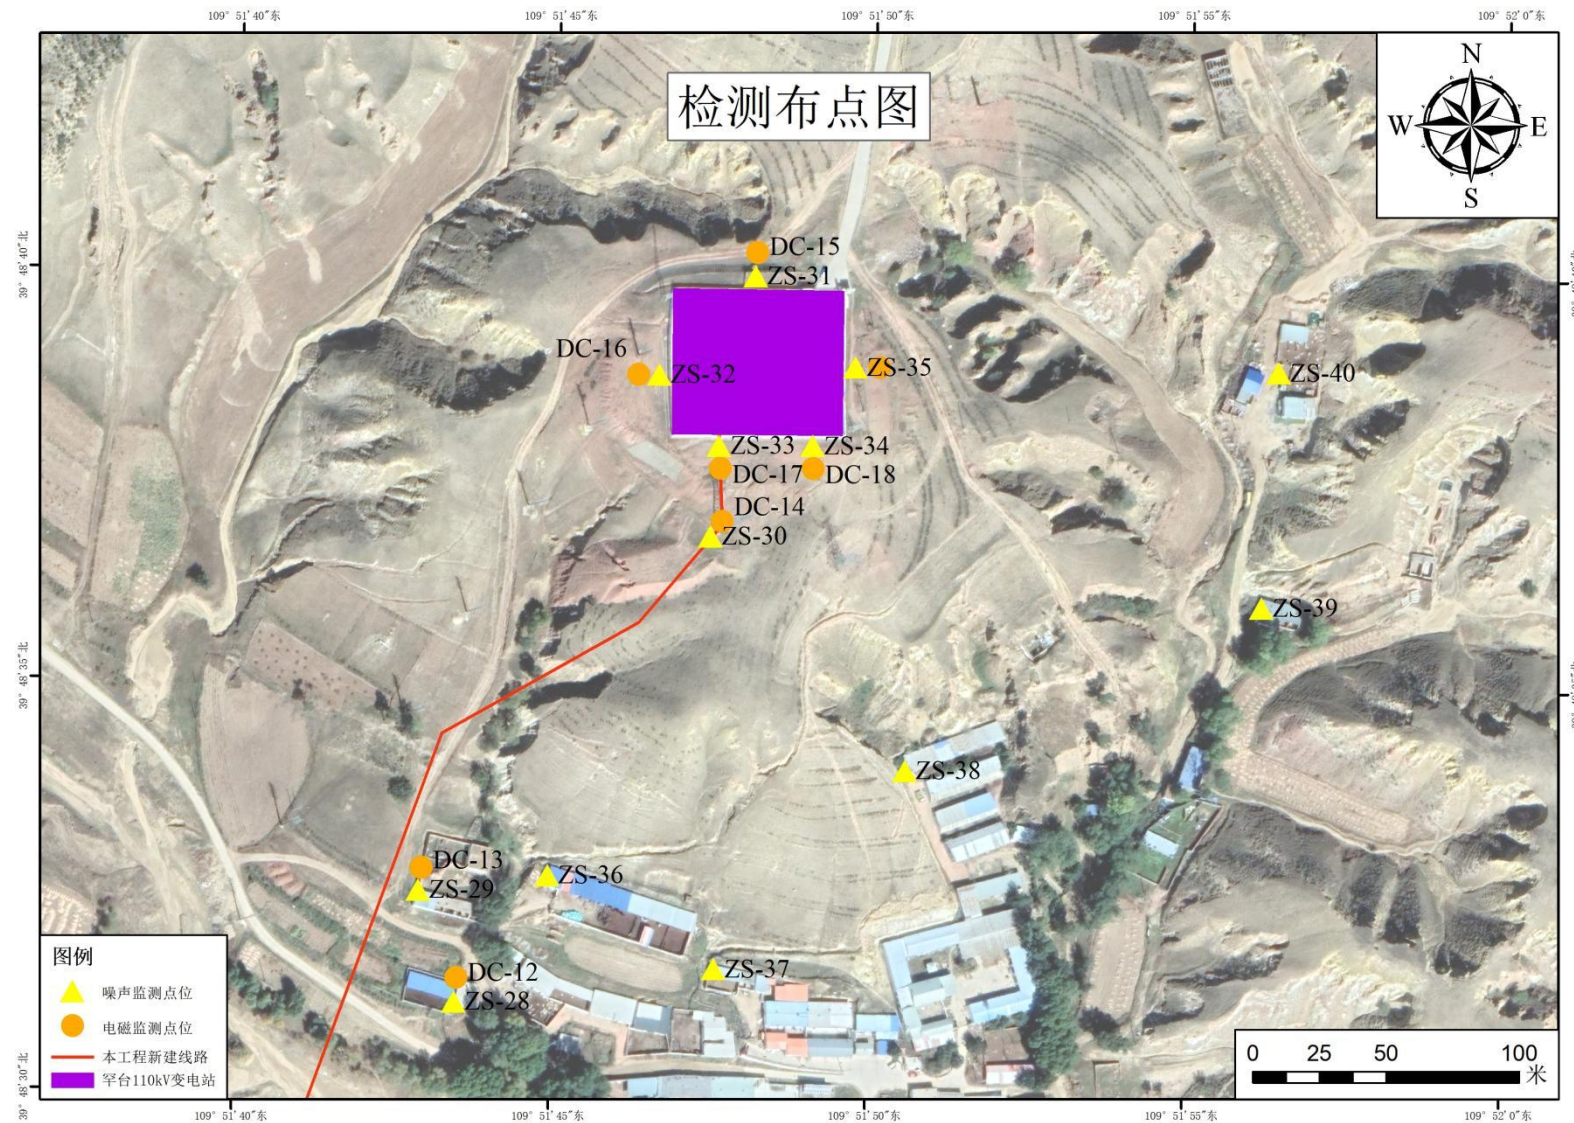 109° 51′40″东
109° 51′45″东
109° 51′50″东
109° 51′55″东
109° 52′0″东
检测布点图
N
W
E
S
39° 48′40″北
DC-15
ZS-31
DC-16
ZS-32
ZS-35
ZS-40
ZS-33
ZS-34
DC-17
DC-18
DC-14
ZS-30
ZS-39
39° 48′35″北
ZS-38
DC-13
ZS-29
ZS-36
DC-12
ZS-28
ZS-37
39° 48′30″北
图例
噪声监测点位
电磁监测点位
本工程新建线路
罕台110kV变电站
0 25 50 100
米
109° 51′40″东
109° 51′45″东
109° 51′50″东
109° 51′55″东
109° 52′0″东